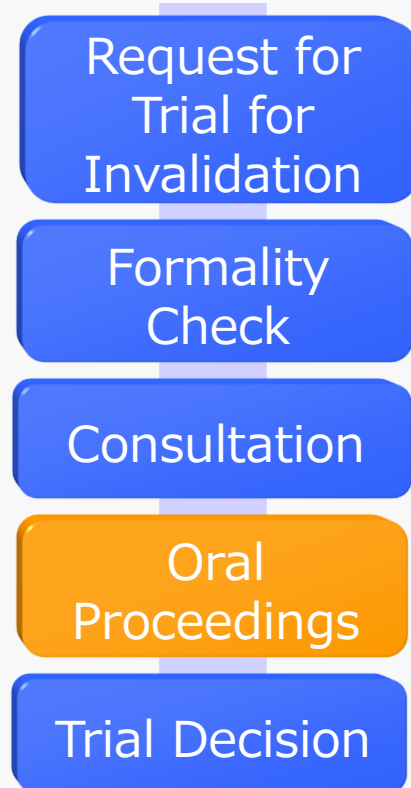 Request for
Trial for
Invalidation
Formality
Check
Consultation
Oral
Proceedings
Trial Decision